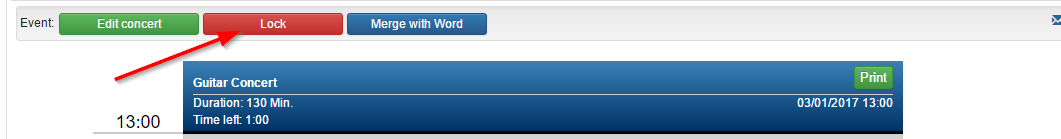 Event: Edit concert Lock Merge with Word
Guitar Concert Print
Duration: 130 Min. 03/01/2017 13:00
Time left: 1:00
13:00